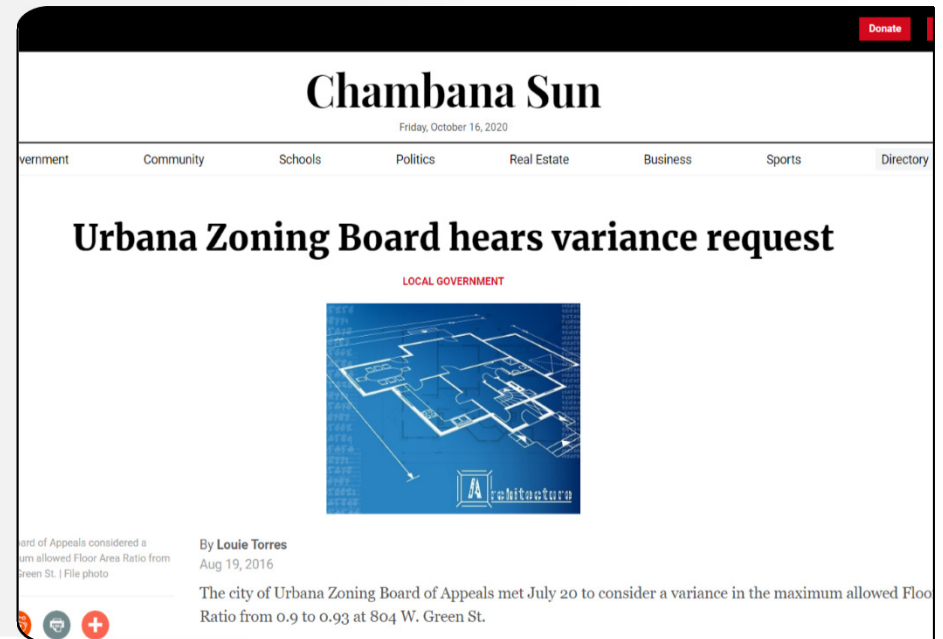 Donate
Chambana Sun
Friday, October 16, 2020
vernment Community Schools Politics Real Estate Business Sports Directory
Urbana Zoning Board hears variance request
LOCAL GOVERNMENT
ard of Appeals considered a
um allowed Floor Area Ratio from
Green St. | File photo
By Louie Torres
Aug 19, 2016
The city of Urbana Zoning Board of Appeals met July 20 to consider a variance in the maximum allowed Floo
Ratio from 0.9 to 0.93 at 804 W. Green St.